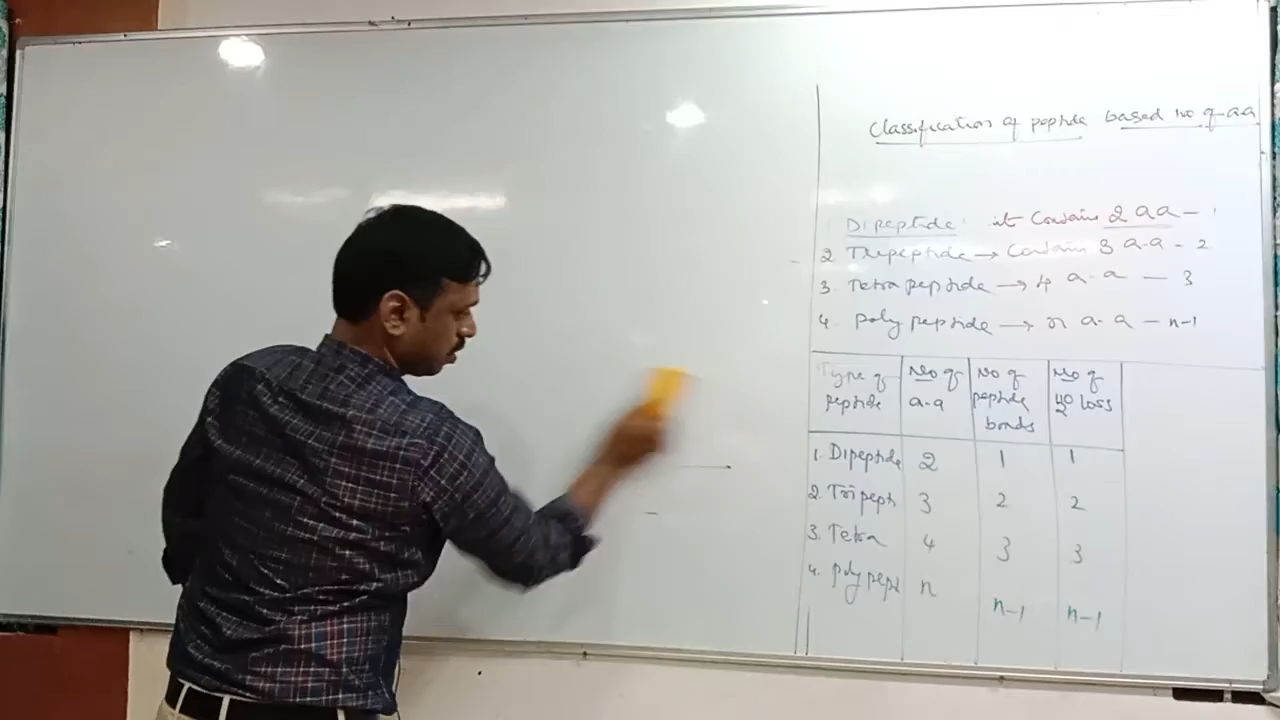 Classification of peptide based no of aa
1 Dipeptide: it Contains 2 aa - 1
2 Tripeptide → Contain 3 a.a - 2
3. Tetra peptide → 4 a.a - 3
4. poly peptide → n a.a - n-1
Type of peptide No of a.a No of peptide bonds No of H2O loss
1. Dipeptide 2 1 1
2. Tripept 3 2 2
3. Tetra 4 3 3
4. poly pept n n-1 n-1